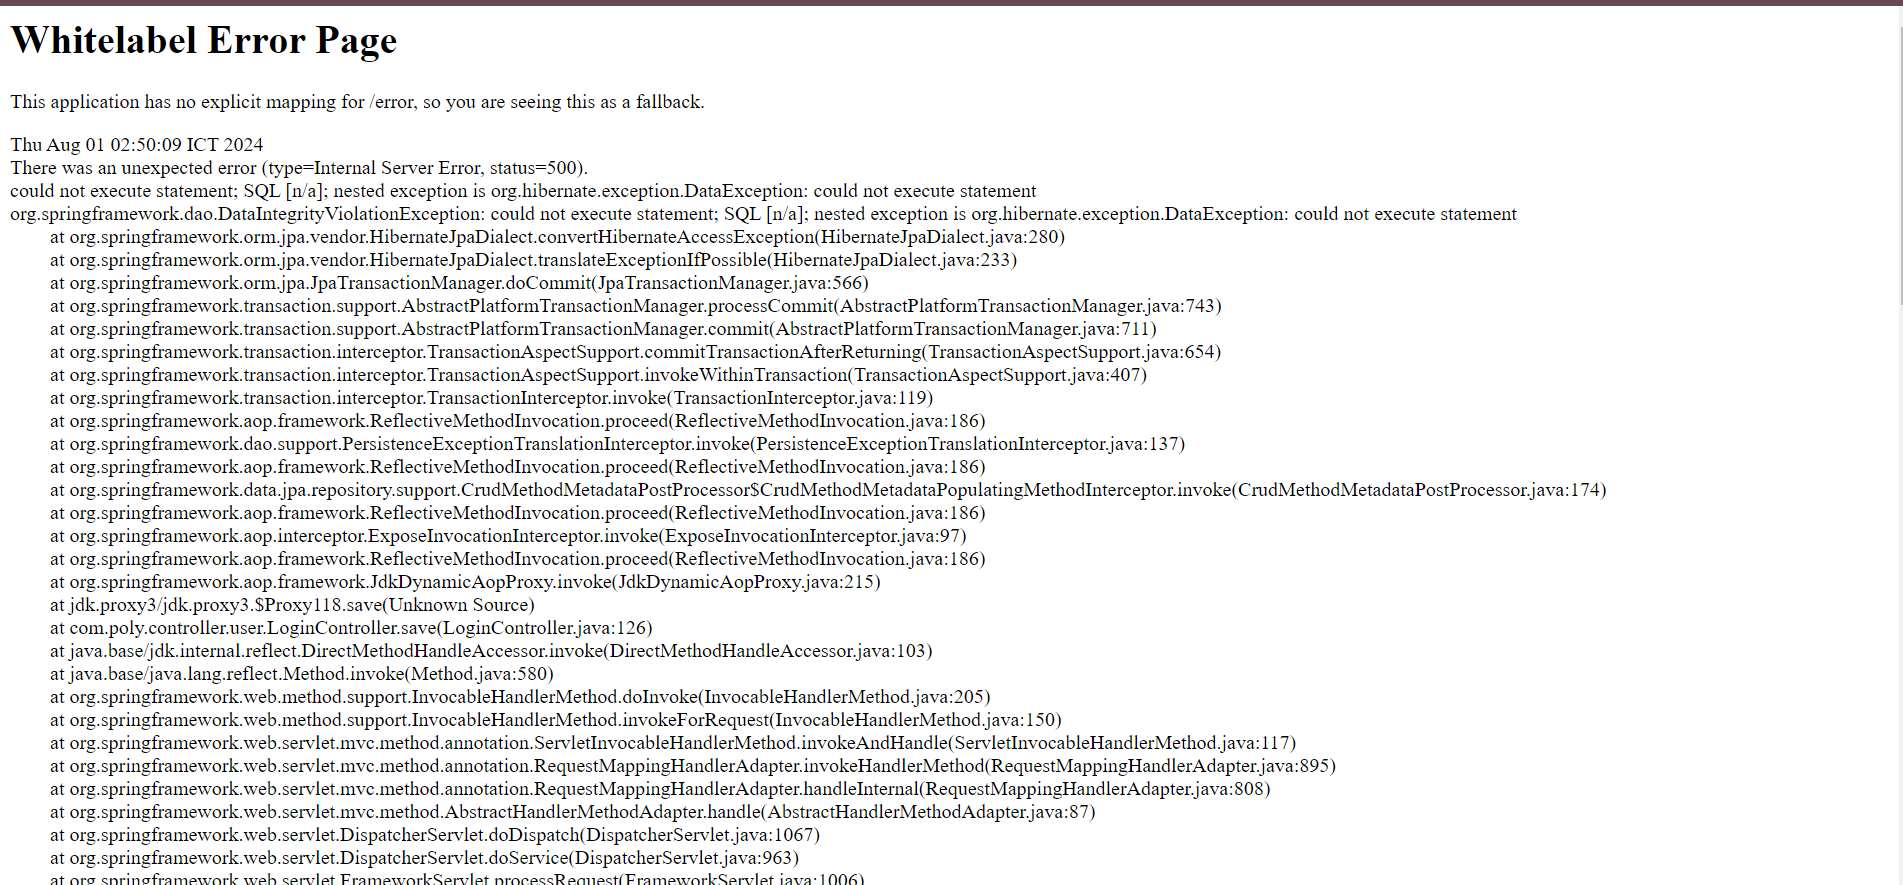 Whitelabel Error Page
This application has no explicit mapping for /error, so you are seeing this as a fallback.
Thu Aug 01 02:50:09 ICT 2024
There was an unexpected error (type=Internal Server Error, status=500).
could not execute statement; SQL [n/a]; nested exception is org.hibernate.exception.DataException: could not execute statement
org.springframework.dao.DataIntegrityViolationException: could not execute statement; SQL [n/a]; nested exception is org.hibernate.exception.DataException: could not execute statement
at org.springframework.orm.jpa.vendor.HibernateJpaDialect.convertHibernateAccessException(HibernateJpaDialect.java:280)
at org.springframework.orm.jpa.vendor.HibernateJpaDialect.translateExceptionIfPossible(HibernateJpaDialect.java:233)
at org.springframework.orm.jpa.JpaTransactionManager.doCommit(JpaTransactionManager.java:566)
at org.springframework.transaction.support.AbstractPlatformTransactionManager.processCommit(AbstractPlatformTransactionManager.java:743)
at org.springframework.transaction.support.AbstractPlatformTransactionManager.commit(AbstractPlatformTransactionManager.java:711)
at org.springframework.transaction.interceptor.TransactionAspectSupport.commitTransactionAfterReturning(TransactionAspectSupport.java:654)
at org.springframework.transaction.interceptor.TransactionAspectSupport.invokeWithinTransaction(TransactionAspectSupport.java:407)
at org.springframework.transaction.interceptor.TransactionInterceptor.invoke(TransactionInterceptor.java:119)
at org.springframework.aop.framework.ReflectiveMethodInvocation.proceed(ReflectiveMethodInvocation.java:186)
at org.springframework.dao.support.PersistenceExceptionTranslationInterceptor.invoke(PersistenceExceptionTranslationInterceptor.java:137)
at org.springframework.aop.framework.ReflectiveMethodInvocation.proceed(ReflectiveMethodInvocation.java:186)
at org.springframework.data.jpa.repository.support.CrudMethodMetadataPostProcessor$CrudMethodMetadataPopulatingMethodInterceptor.invoke(CrudMethodMetadataPostProcessor.java:174)
at org.springframework.aop.framework.ReflectiveMethodInvocation.proceed(ReflectiveMethodInvocation.java:186)
at org.springframework.aop.interceptor.ExposeInvocationInterceptor.invoke(ExposeInvocationInterceptor.java:97)
at org.springframework.aop.framework.ReflectiveMethodInvocation.proceed(ReflectiveMethodInvocation.java:186)
at org.springframework.aop.framework.JdkDynamicAopProxy.invoke(JdkDynamicAopProxy.java:215)
at jdk.proxy3/jdk.proxy3.$Proxy118.save(Unknown Source)
at com.poly.controller.user.LoginController.save(LoginController.java:126)
at java.base/jdk.internal.reflect.DirectMethodHandleAccessor.invoke(DirectMethodHandleAccessor.java:103)
at java.base/java.lang.reflect.Method.invoke(Method.java:580)
at org.springframework.web.method.support.InvocableHandlerMethod.doInvoke(InvocableHandlerMethod.java:205)
at org.springframework.web.method.support.InvocableHandlerMethod.invokeForRequest(InvocableHandlerMethod.java:150)
at org.springframework.web.servlet.mvc.method.annotation.ServletInvocableHandlerMethod.invokeAndHandle(ServletInvocableHandlerMethod.java:117)
at org.springframework.web.servlet.mvc.method.annotation.RequestMappingHandlerAdapter.invokeHandlerMethod(RequestMappingHandlerAdapter.java:895)
at org.springframework.web.servlet.mvc.method.annotation.RequestMappingHandlerAdapter.handleInternal(RequestMappingHandlerAdapter.java:808)
at org.springframework.web.servlet.mvc.method.AbstractHandlerMethodAdapter.handle(AbstractHandlerMethodAdapter.java:87)
at org.springframework.web.servlet.DispatcherServlet.doDispatch(DispatcherServlet.java:1067)
at org.springframework.web.servlet.DispatcherServlet.doService(DispatcherServlet.java:963)
at org.springframework.web.servlet.FrameworkServlet.processRequest(FrameworkServlet.java:1006)